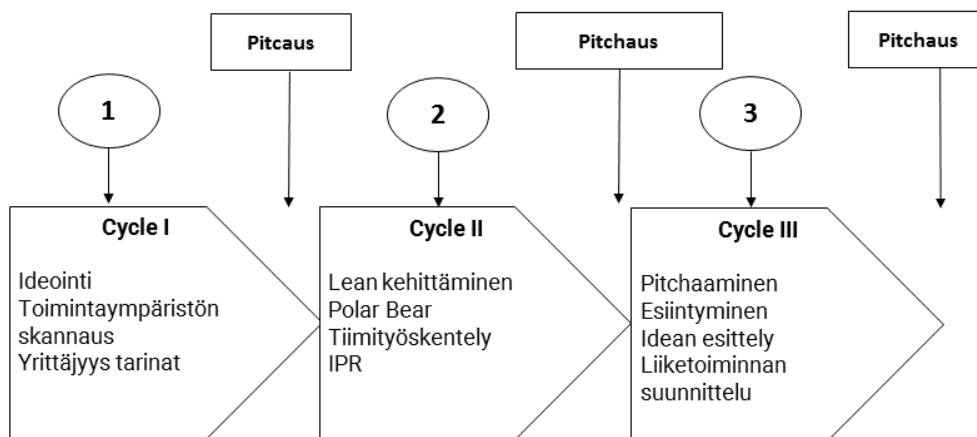 Pitcaus
Pitchaus
Pitchaus
1
2
3
Cycle I
Ideointi
Toimintaympäristön
skannaus
Yrittäjyys tarinat
Cycle II
Lean kehittäminen
Polar Bear
Tiimityöskentely
IPR
Cycle III
Pitchaaminen
Esiintyminen
Idean esittely
Liiketoiminnan
suunnittelu